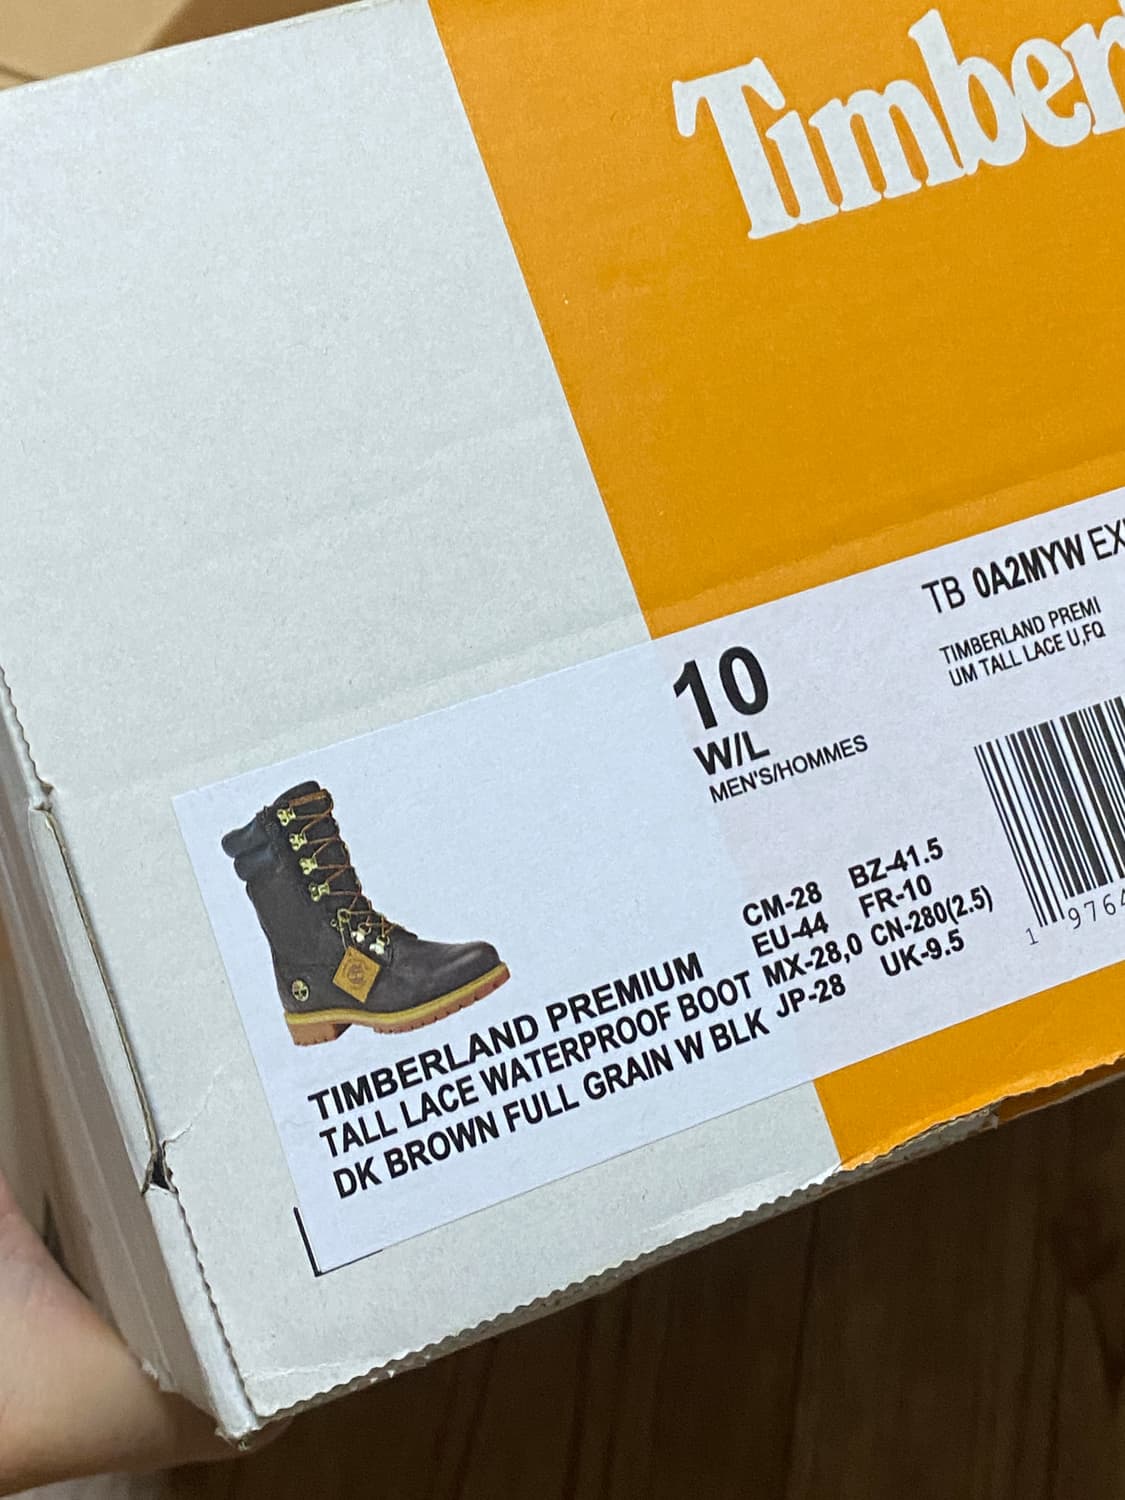 Timber
TB 0A2MYW
TIMBERLAND PREMI
UM TALL LACE U,FQ
10
W/L
MEN'S/HOMMES
CM-28 BZ-41.5
EU-44 FR-10
MX-28,0 CN-280(2.5)
JP-28 UK-9.5
1 9764
TIMBERLAND PREMIUM
TALL LACE WATERPROOF BOOT
DK BROWN FULL GRAIN W BLK